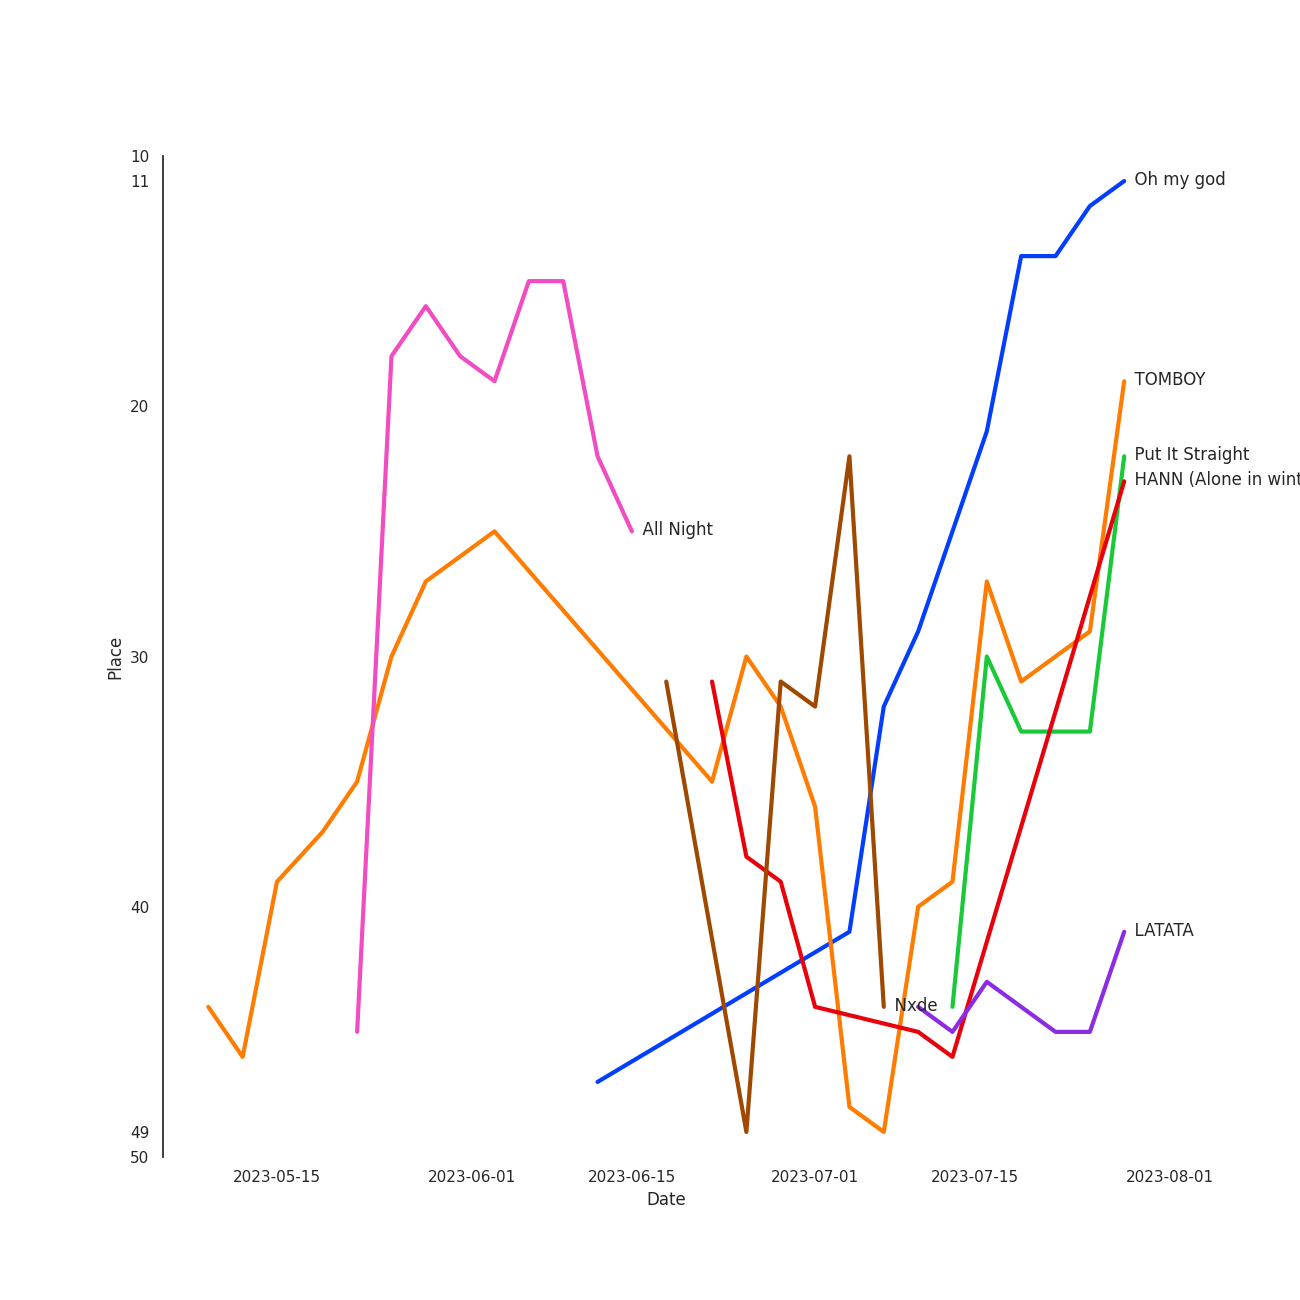 10
11
Oh my god
TOMBOY
20
Put It Straight
HANN (Alone in wint
All Night
Place
30
40
LATATA
Nxde
49
50
2023-05-15
2023-06-01
2023-06-15
2023-07-01
2023-07-15
2023-08-01
Date